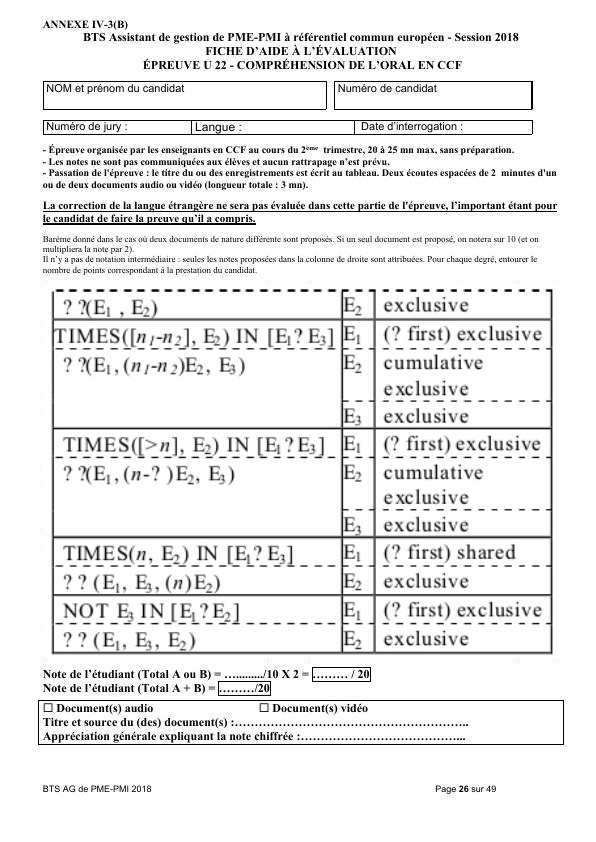 ANNEXE IV-3(B)
BTS Assistant de gestion de PME-PMI à référentiel commun européen - Session 2018
FICHE D'AIDE À L'ÉVALUATION
ÉPREUVE U 22 - COMPRÉHENSION DE L'ORAL EN CCF
NOM et prénom du candidat
Numéro de candidat
Numéro de jury :
Langue :
Date d'interrogation :
- Épreuve organisée par les enseignants en CCF au cours du 2ème trimestre, 20 à 25 mn max, sans préparation.
- Les notes ne sont pas communiquées aux élèves et aucun rattrapage n'est prévu.
- Passation de l'épreuve : le titre du ou des enregistrements est écrit au tableau. Deux écoutes espacées de 2 minutes d'un
ou de deux documents audio ou vidéo (longueur totale : 3 mn).
La correction de la langue étrangère ne sera pas évaluée dans cette partie de l'épreuve, l'important étant pour
le candidat de faire la preuve qu'il a compris.
Barème donné dans le cas où deux documents de nature différente sont proposés. Si un seul document est proposé, on notera sur 10 (et on
multipliera la note par 2).
Il n'y a pas de notation intermédiaire : seules les notes proposées dans la colonne de droite sont attribuées. Pour chaque degré, entourer le
nombre de points correspondant à la prestation du candidat.
? ?(E1 , E2) E2 exclusive
TIMES([n1-n2], E2) IN [E1? E3] E1 (? first) exclusive
? ?(E1, (n1-n2)E2, E3) E2 cumulative
exclusive
E3 exclusive
TIMES([>n], E2) IN [E1? E3] E1 (? first) exclusive
? ?(E1, (n-? )E2, E3) E2 cumulative
exclusive
E3 exclusive
TIMES(n, E2) IN [E1? E3] E1 (? first) shared
? ? (E1, E3, (n)E2) E2 exclusive
NOT E3 IN [E1? E2] E1 (? first) exclusive
? ? (E1, E3, E2) E2 exclusive
Note de l'étudiant (Total A ou B) = …........./10 X 2 = ……… / 20
Note de l'étudiant (Total A + B) = ………/20
☐ Document(s) audio ☐ Document(s) vidéo
Titre et source du (des) document(s) :…………………………………………..
Appréciation générale expliquant la note chiffrée :……………………………...
BTS AG de PME-PMI 2018
Page 26 sur 49